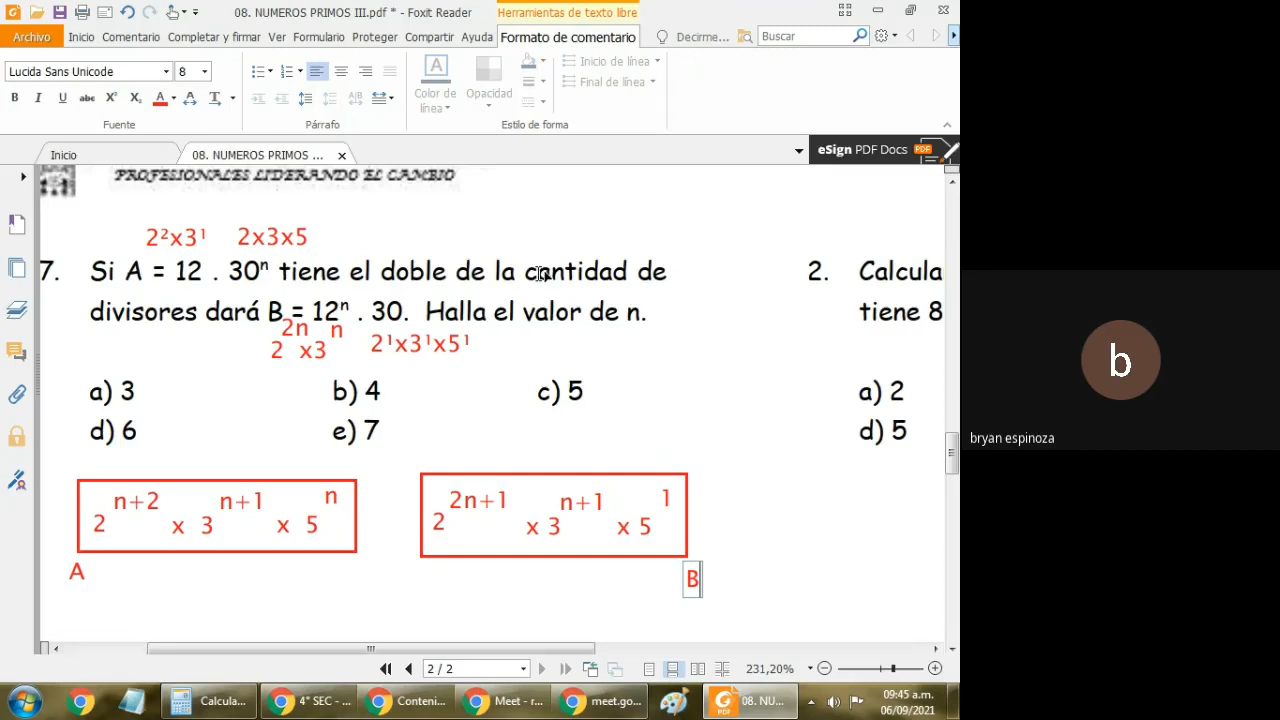 08. NUMEROS PRIMOS III.pdf * - Foxit Reader
Herramientas de texto libre
Archivo Inicio Comentario Completar y firmar Ver Formulario Proteger Compartir Ayuda Formato de comentario Decirme... Buscar
Lucida Sans Unicode 8
Color de línea
Opacidad
Inicio de línea
Final de línea
Fuente Párrafo Estilo de forma
Inicio 08. NUMEROS PRIMOS ... eSign PDF Docs PDF
PROFESIONALES LIDERANDO EL CAMBIO
2²x3¹ 2x3x5
7. Si A = 12 . 30ⁿ tiene el doble de la cantidad de
divisores dará B = 12ⁿ . 30. Halla el valor de n.
2²ⁿ x3ⁿ 2¹x3¹x5¹
a) 3 b) 4 c) 5
d) 6 e) 7
2ⁿ⁺² x 3ⁿ⁺¹ x 5ⁿ
2²ⁿ⁺¹ x 3ⁿ⁺¹ x 5¹
A
B
2. Calcula
tiene 8
a) 2
d) 5
b
bryan espinoza
2 / 2 231,20%
Calcula... 4° SEC - ... Conteni... Meet - r... meet.go... 08. NU...
09:45 a.m.
06/09/2021